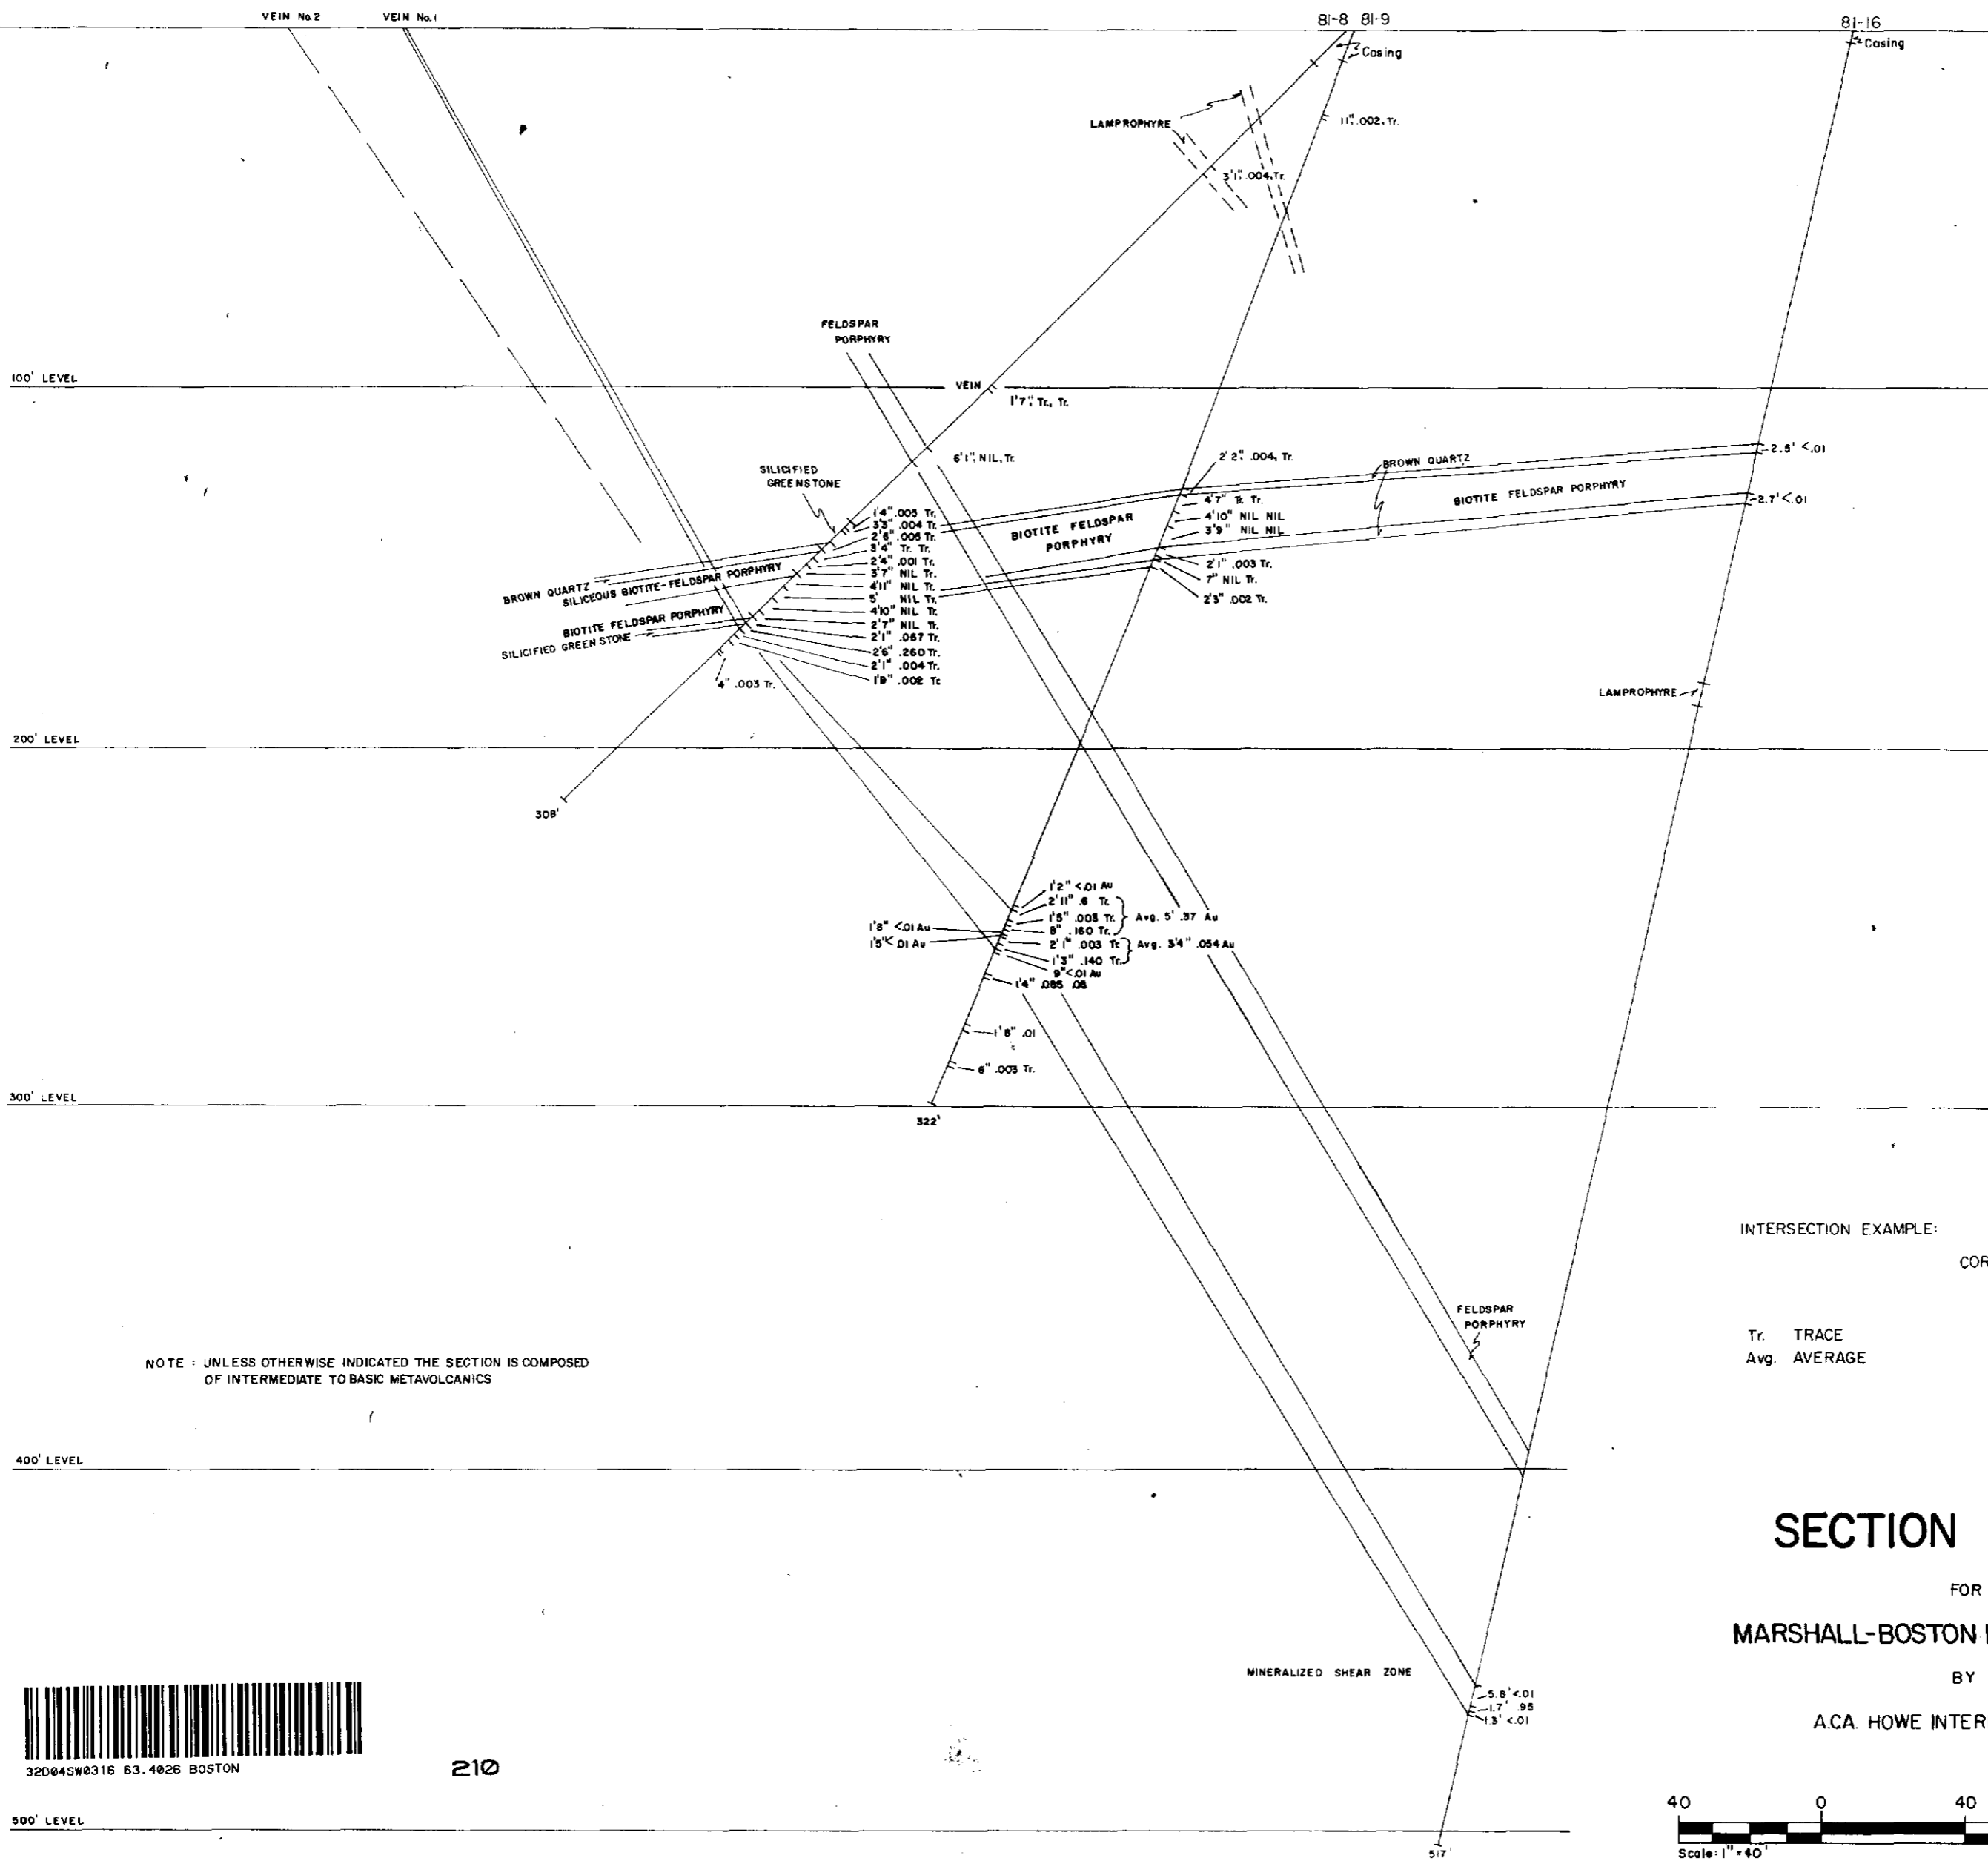 VEIN No.2
VEIN No.1
81-8 81-9
81-16
Casing
Casing
LAMPROPHYRE
11", .002, Tr.
3'1", .004, Tr.
FELDSPAR
PORPHYRY
100' LEVEL
VEIN
1'7", Tr., Tr.
6'1", NIL, Tr.
2'2", .004, Tr.
BROWN QUARTZ
2.5' <.01
SILICIFIED
GREENSTONE
4'7" Tr. Tr.
4'10" NIL NIL
3'9" NIL NIL
BIOTITE FELDSPAR PORPHYRY
2.7' <.01
BIOTITE FELDSPAR
PORPHYRY
1'4" .005 Tr.
3'3" .004 Tr.
2'6" .005 Tr.
3'4" Tr. Tr.
2'4" .001 Tr.
3'7" NIL Tr.
4'11" NIL Tr.
5' NIL Tr.
4'10" NIL Tr.
2'7" NIL Tr.
2'1" .067 Tr.
2'6" .260 Tr.
2'1" .004 Tr.
1'9" .002 Tr.
2'1" .003 Tr.
7" NIL Tr.
2'3" .002 Tr.
BROWN QUARTZ
SILICEOUS BIOTITE-FELDSPAR PORPHYRY
BIOTITE FELDSPAR PORPHYRY
SILICIFIED GREENSTONE
4" .003 Tr.
LAMPROPHYRE
200' LEVEL
308'
1'2" <.01 Au
2'11" .6 Tr.
1'5" .003 Tr.
8" .160 Tr.
Avg. 5' .37 Au
1'8" <.01 Au
1'5" <.01 Au
2'1" .003 Tr.
1'3" .140 Tr.
Avg. 3'4" .054 Au
9" <.01 Au
1'4" .085 .08
1'8" .01
6" .003 Tr.
300' LEVEL
322'
INTERSECTION EXAMPLE:
COR
FELDSPAR
PORPHYRY
Tr. TRACE
Avg. AVERAGE
NOTE : UNLESS OTHERWISE INDICATED THE SECTION IS COMPOSED
OF INTERMEDIATE TO BASIC METAVOLCANICS
400' LEVEL
SECTION
FOR
MARSHALL-BOSTON
BY
A.C.A. HOWE INTER
MINERALIZED SHEAR ZONE
5.8' <.01
1.7' .95
1.3' <.01
32D04SW0316 63.4026 BOSTON
210
500' LEVEL
517'
40 0 40
Scale: 1" = 40'